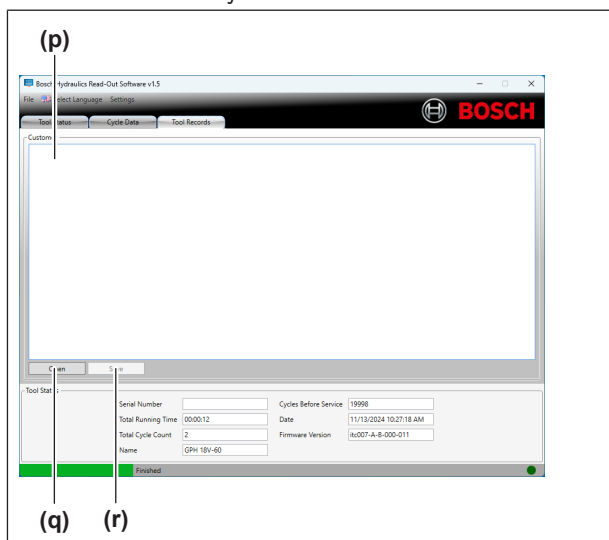 (p)
Bosch Hydraulics Read-Out Software v1.5
File Select Language Settings
BOSCH
Tool Status Cycle Data Tool Records
Custom
Open Save
Tool Status
Serial Number Cycles Before Service 19998
Total Running Time 00:00:12 Date 11/13/2024 10:27:18 AM
Total Cycle Count 2 Firmware Version itc007-A-B-000-011
Name GPH 18V-60
Finished
(q) (r)